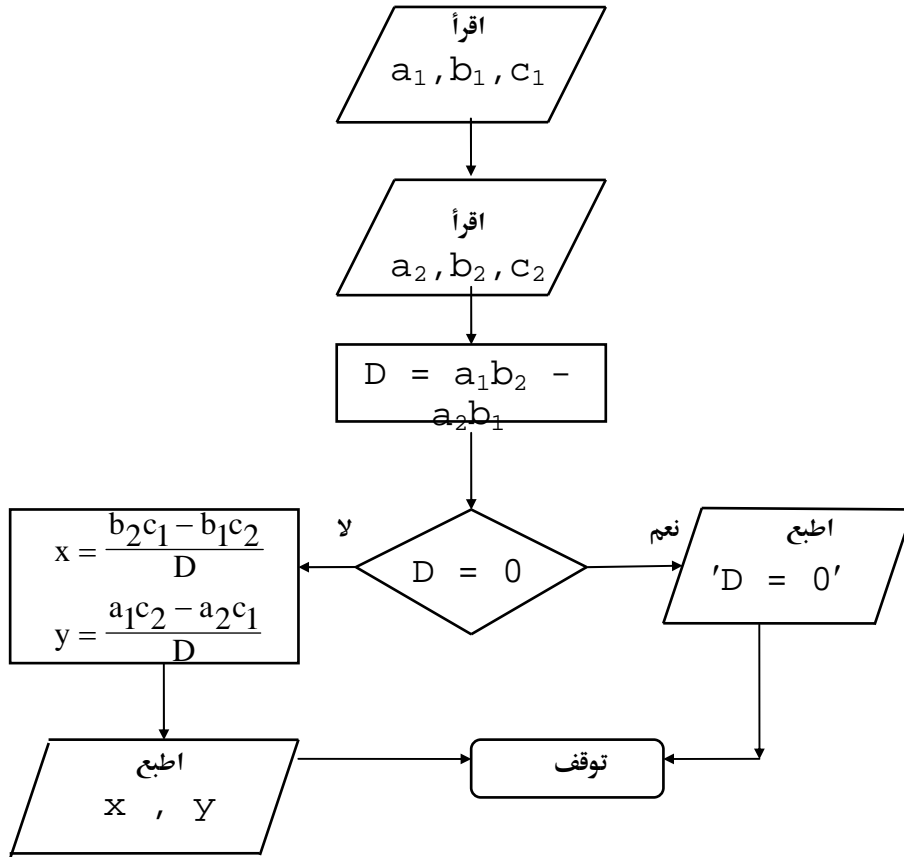 اقرأ
a₁,b₁,c₁
اقرأ
a₂,b₂,c₂
D = a₁b₂ -
a₂b₁
D = 0
لا
نعم
x = (b₂c₁ − b₁c₂)/D
y = (a₁c₂ − a₂c₁)/D
اطبع
'D = 0'
اطبع
x , y
توقف